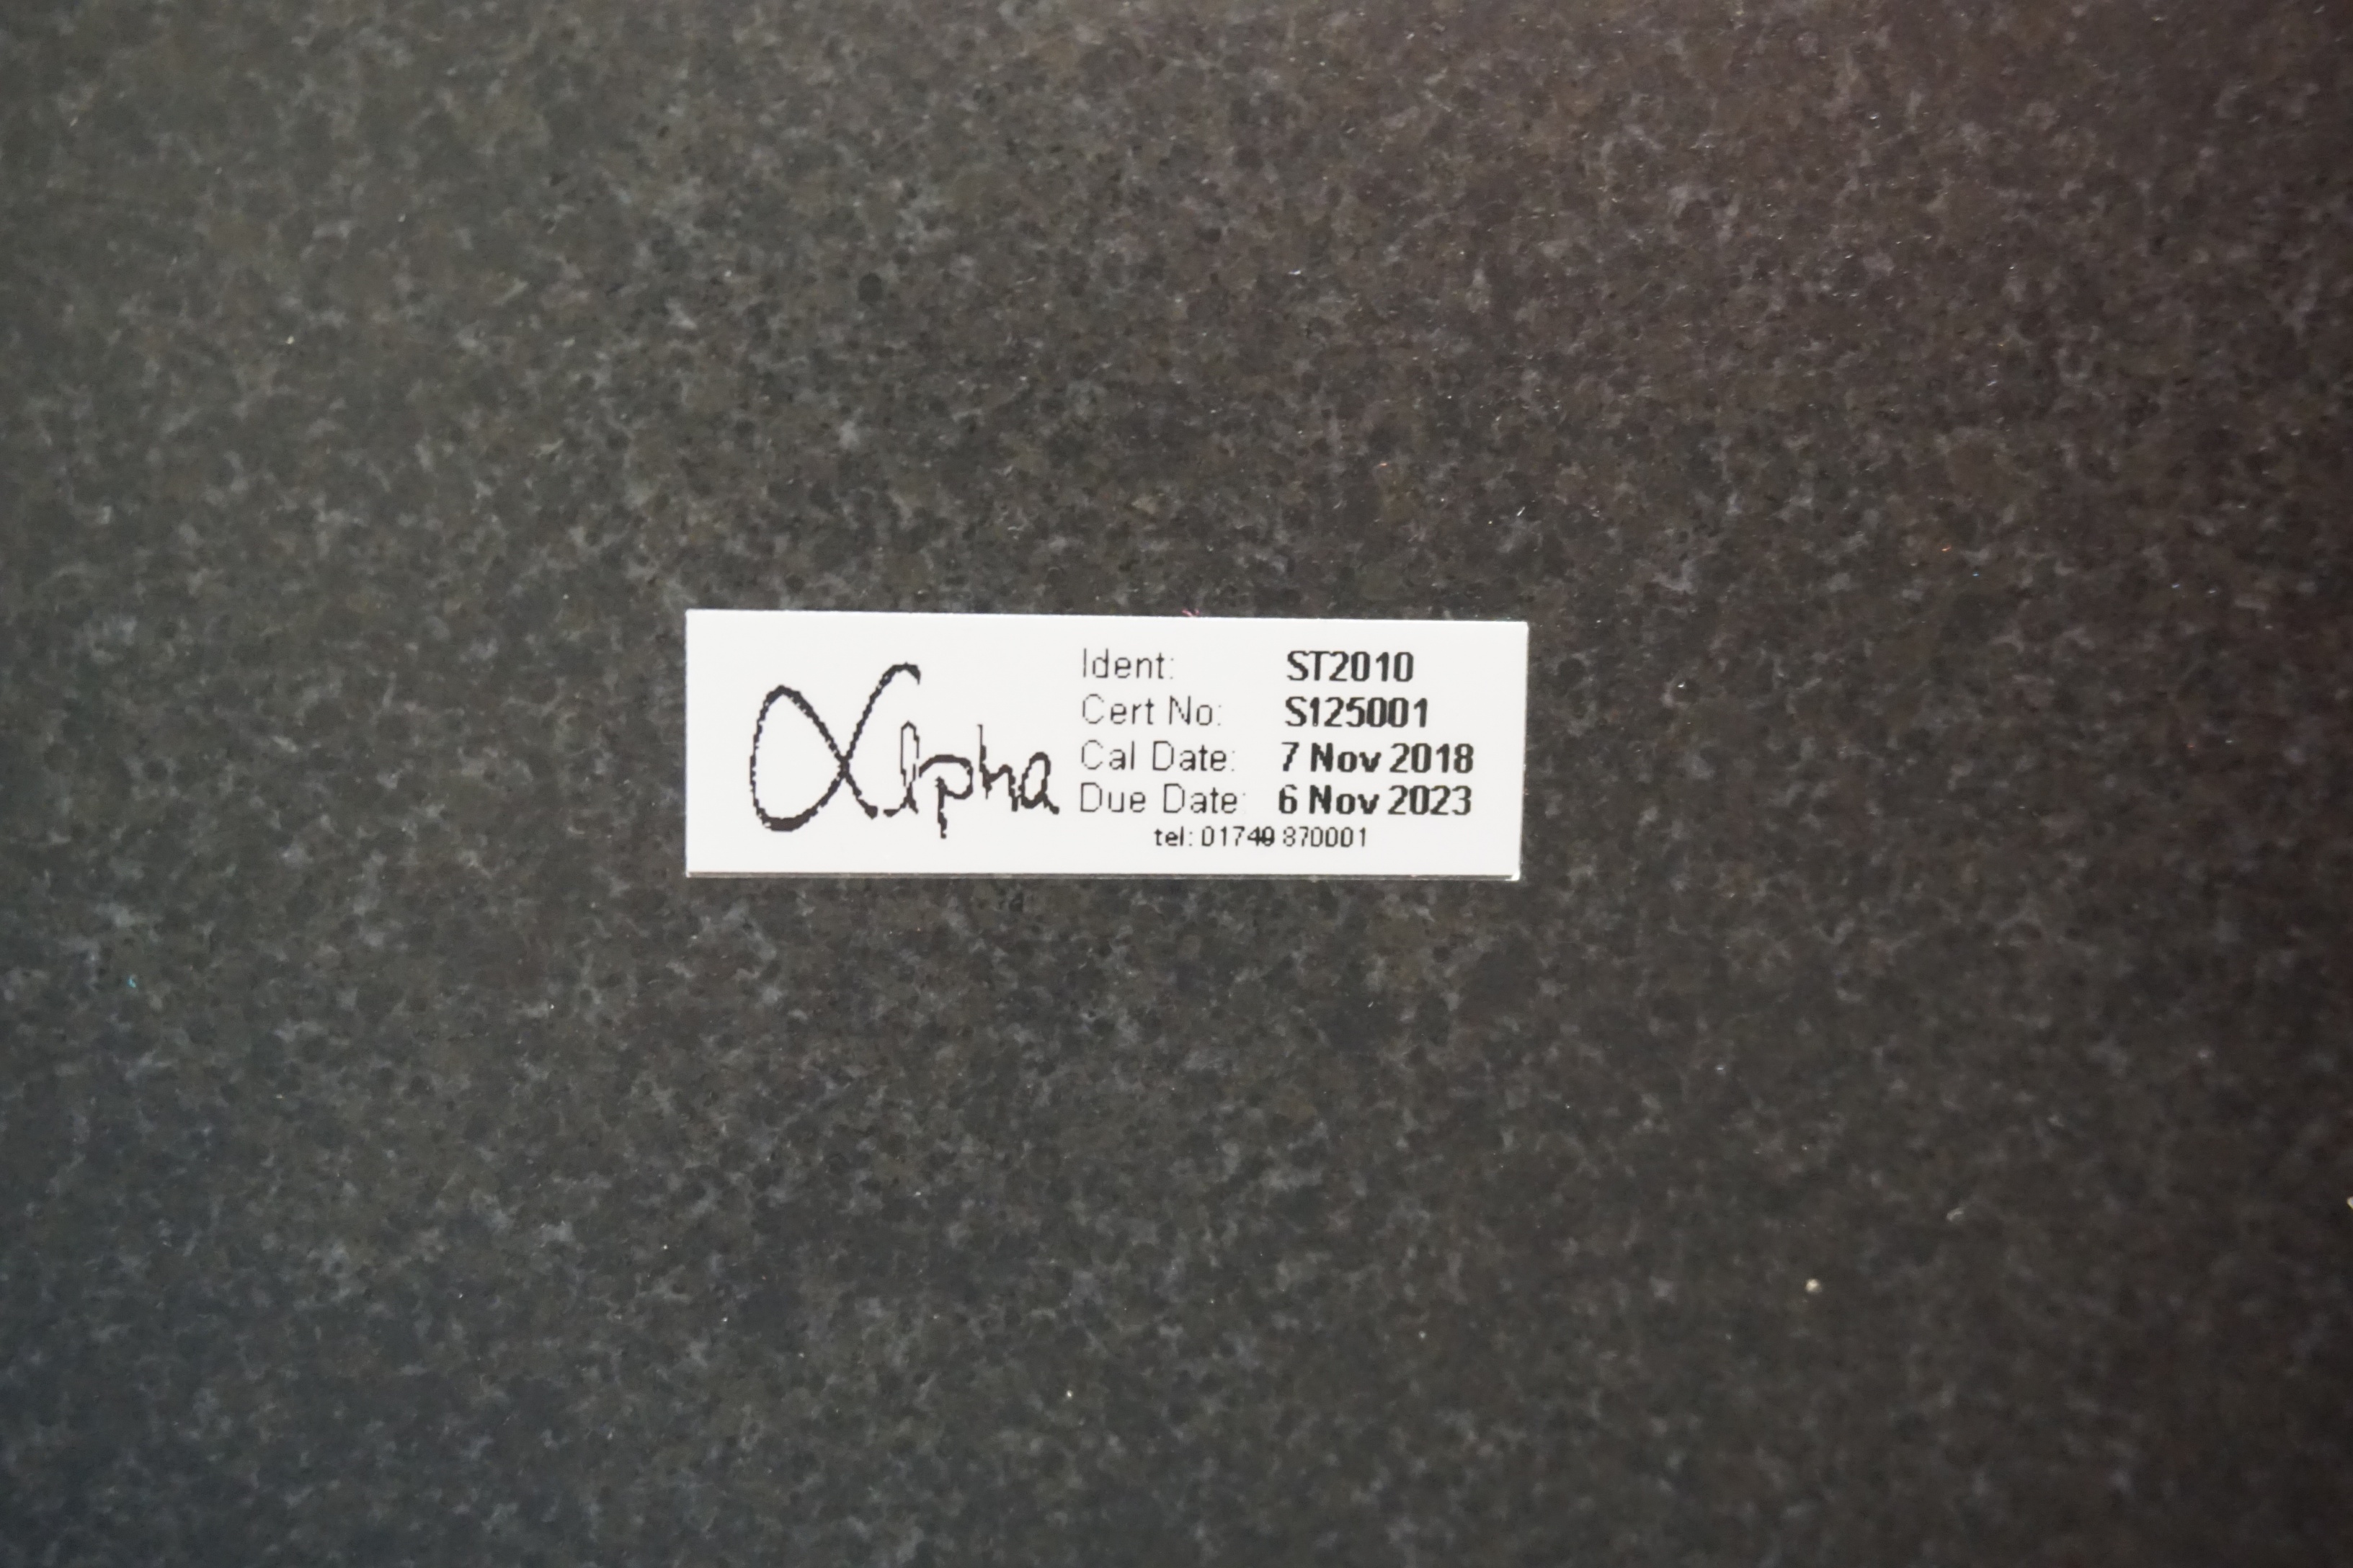 Alpha
Ident: ST2010
Cert No: S125001
Cal Date: 7 Nov 2018
Due Date: 6 Nov 2023
tel: 01749 870001